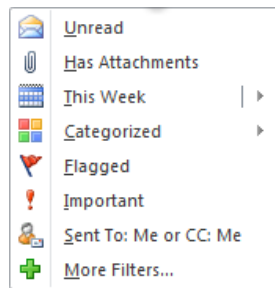 Unread
Has Attachments
This Week
Categorized
Flagged
Important
Sent To: Me or CC: Me
More Filters...